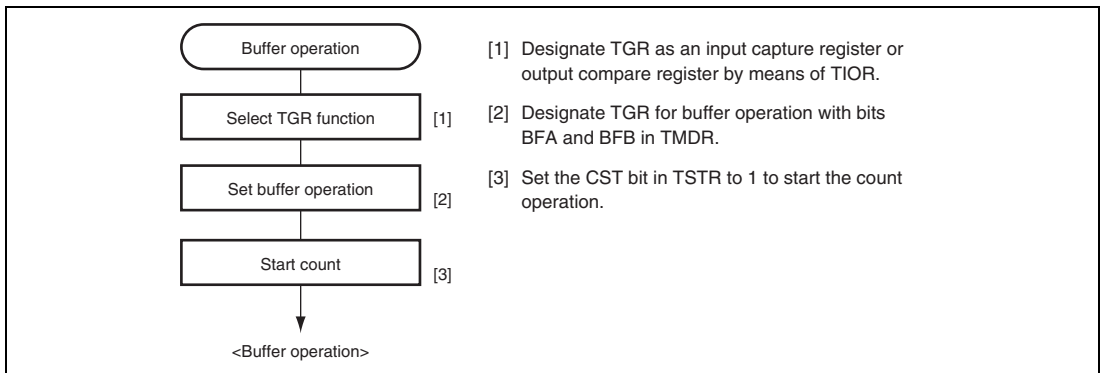 Buffer operation
Select TGR function
[1]
Set buffer operation
[2]
Start count
[3]
<Buffer operation>
[1] Designate TGR as an input capture register or
output compare register by means of TIOR.
[2] Designate TGR for buffer operation with bits
BFA and BFB in TMDR.
[3] Set the CST bit in TSTR to 1 to start the count
operation.